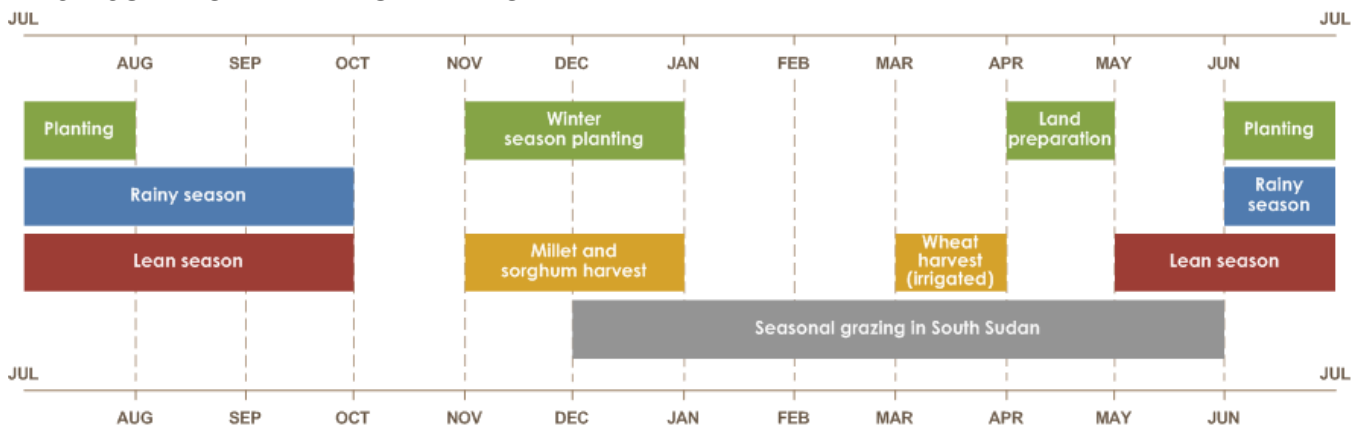 JUL JUL
AUG SEP OCT NOV DEC JAN FEB MAR APR MAY JUN
Planting
Winter
season planting
Land
preparation
Planting
Rainy season
Rainy
season
Lean season
Millet and
sorghum harvest
Wheat
harvest
(irrigated)
Lean season
Seasonal grazing in South Sudan
JUL JUL
AUG SEP OCT NOV DEC JAN FEB MAR APR MAY JUN